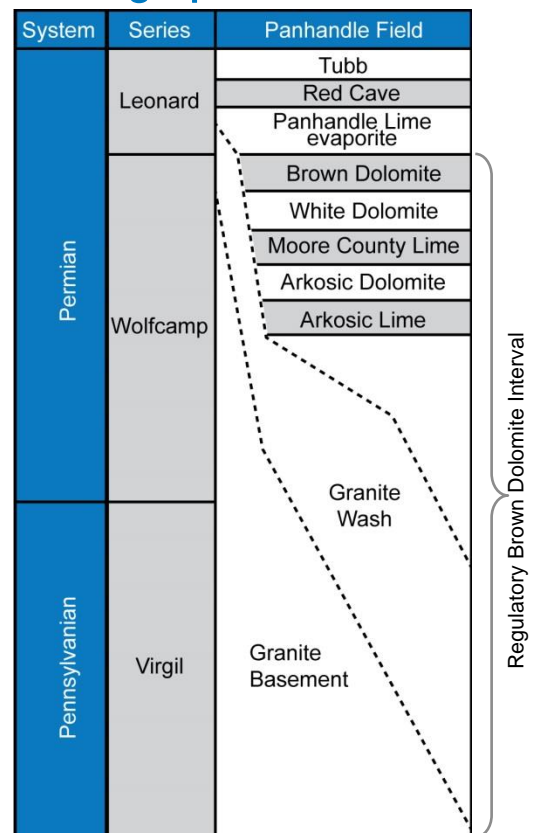 System Series Panhandle Field
Tubb
Leonard
Red Cave
Panhandle Lime
evaporite
Brown Dolomite
White Dolomite
Moore County Lime
Arkosic Dolomite
Permian
Wolfcamp
Arkosic Lime
Granite
Wash
Regulatory Brown Dolomite Interval
Pennsylvanian
Virgil
Granite
Basement